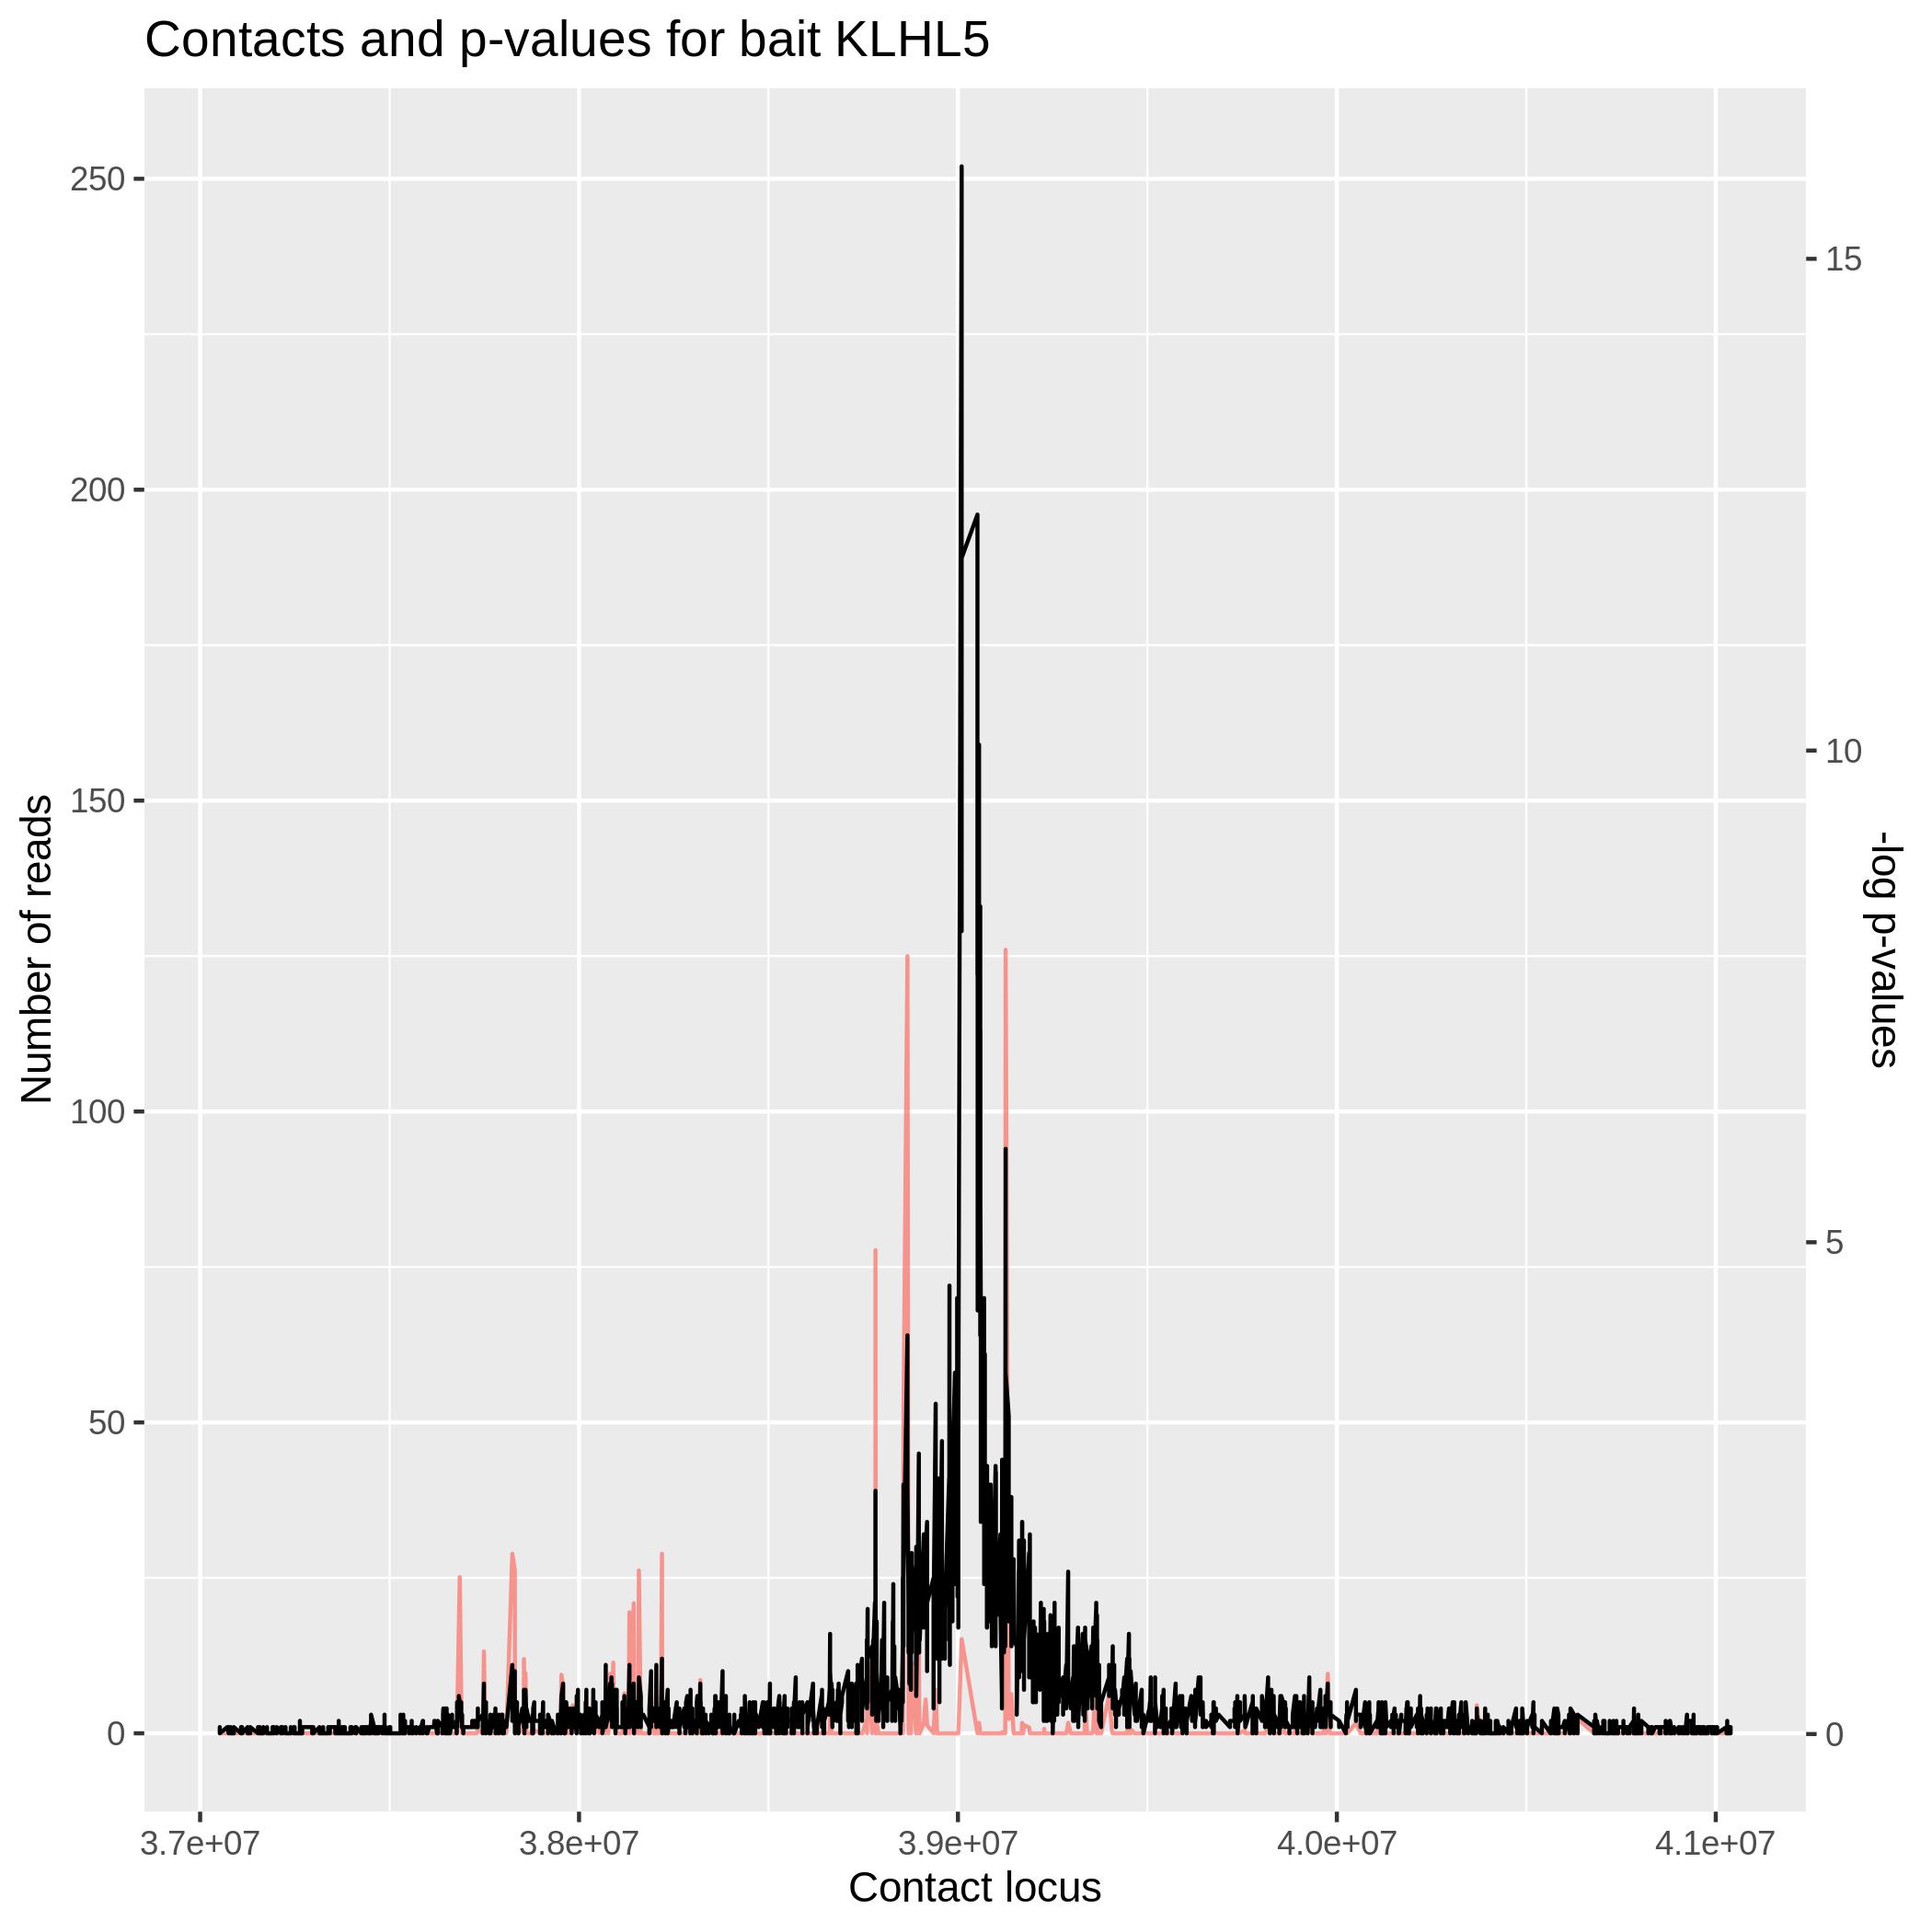 Contacts and p-values for bait KLHL5
Number of reads
250
200
150
100
50
0
15
10
5
0
-log p-values
3.7e+07
3.8e+07
3.9e+07
4.0e+07
4.1e+07
Contact locus